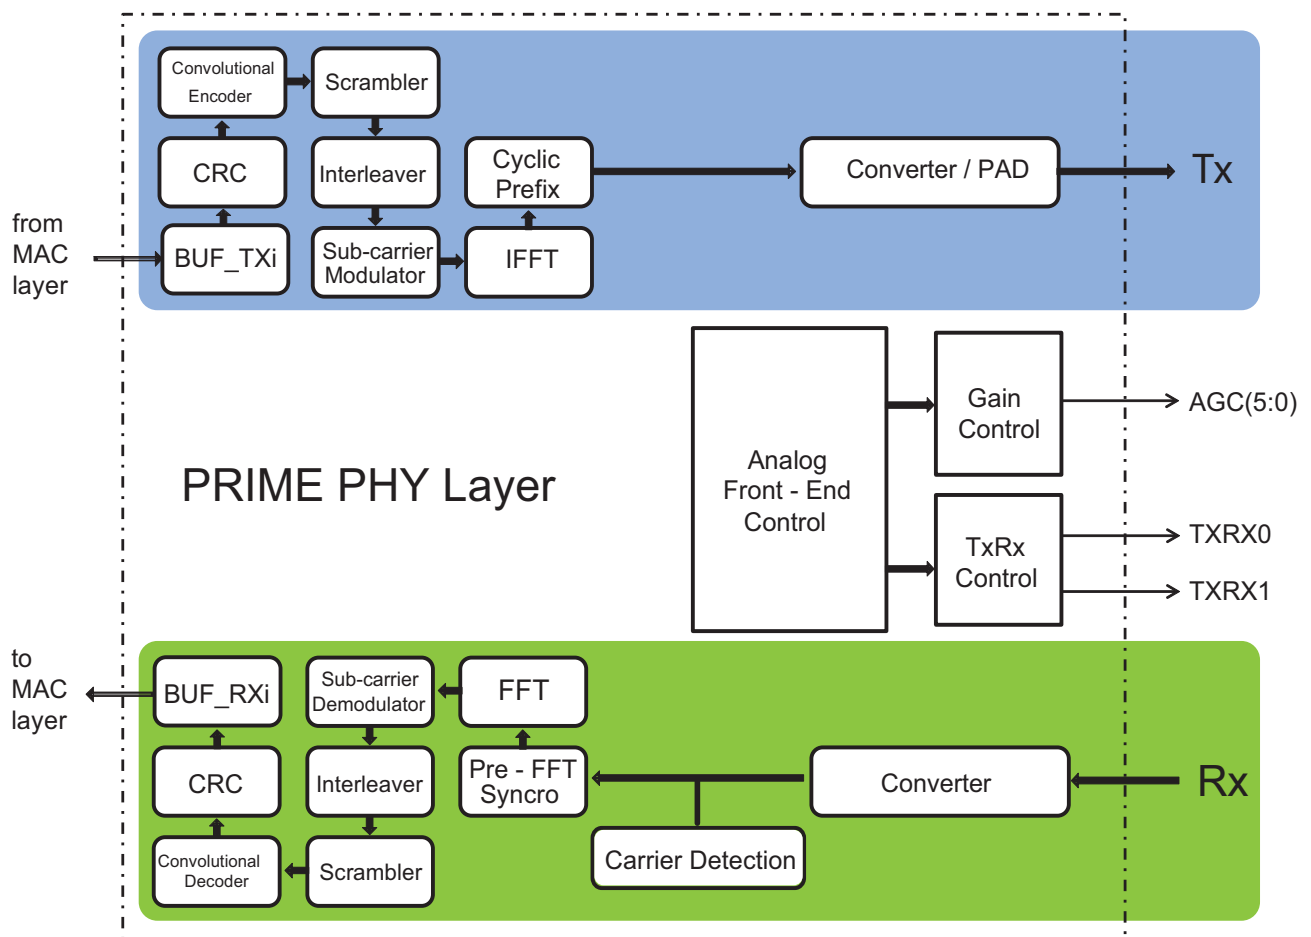 Convolutional
Encoder
Scrambler
CRC
Interleaver
Cyclic
Prefix
Converter / PAD
Tx
from
MAC
layer
BUF_TXi
Sub-carrier
Modulator
IFFT
Gain
Control
AGC(5:0)
Analog
Front - End
Control
PRIME PHY Layer
TxRx
Control
TXRX0
TXRX1
to
MAC
layer
BUF_RXi
Sub-carrier
Demodulator
FFT
CRC
Interleaver
Pre - FFT
Syncro
Converter
Rx
Convolutional
Decoder
Scrambler
Carrier Detection